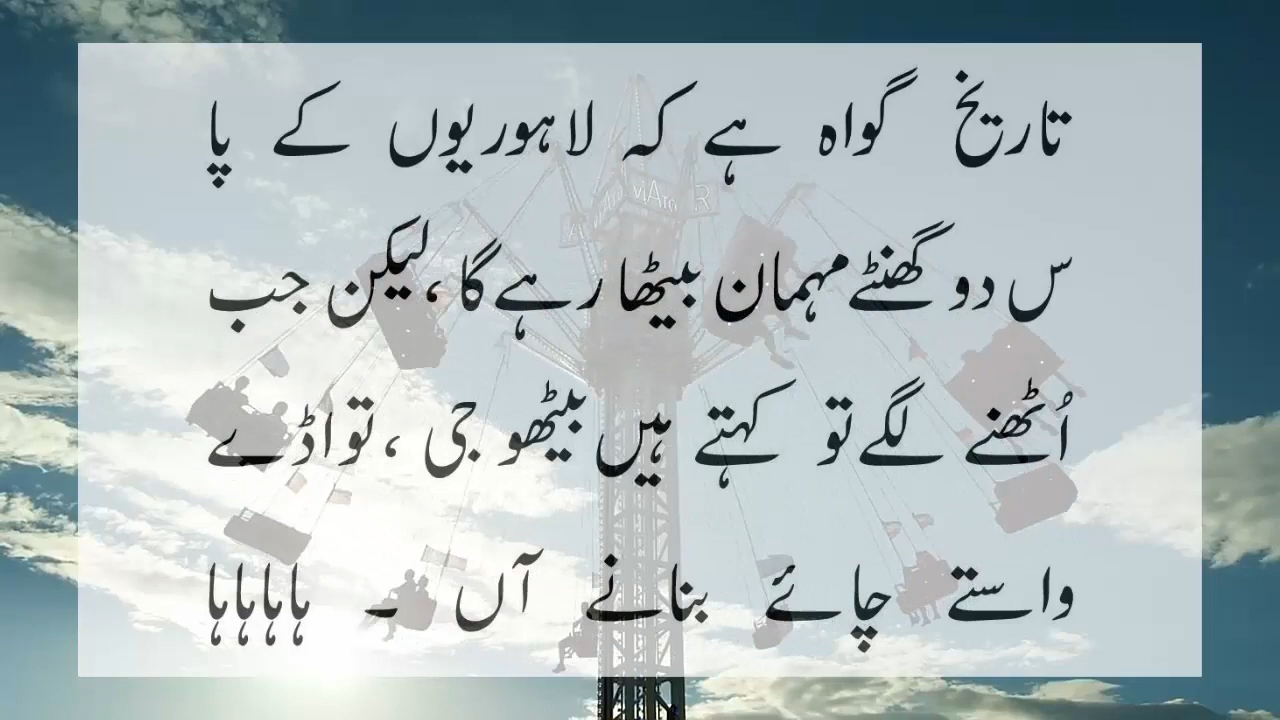 تاریخ گواہ ہے کہ لاہوریوں کے پا
س دو گھنٹے مہمان بیٹھا رہے گا ،لیکن جب
اُٹھنے لگے تو کہتے ہیں بیٹھو جی ،تواڈے
واستے چائے بنانے آں ۔ ہاہاہاہا